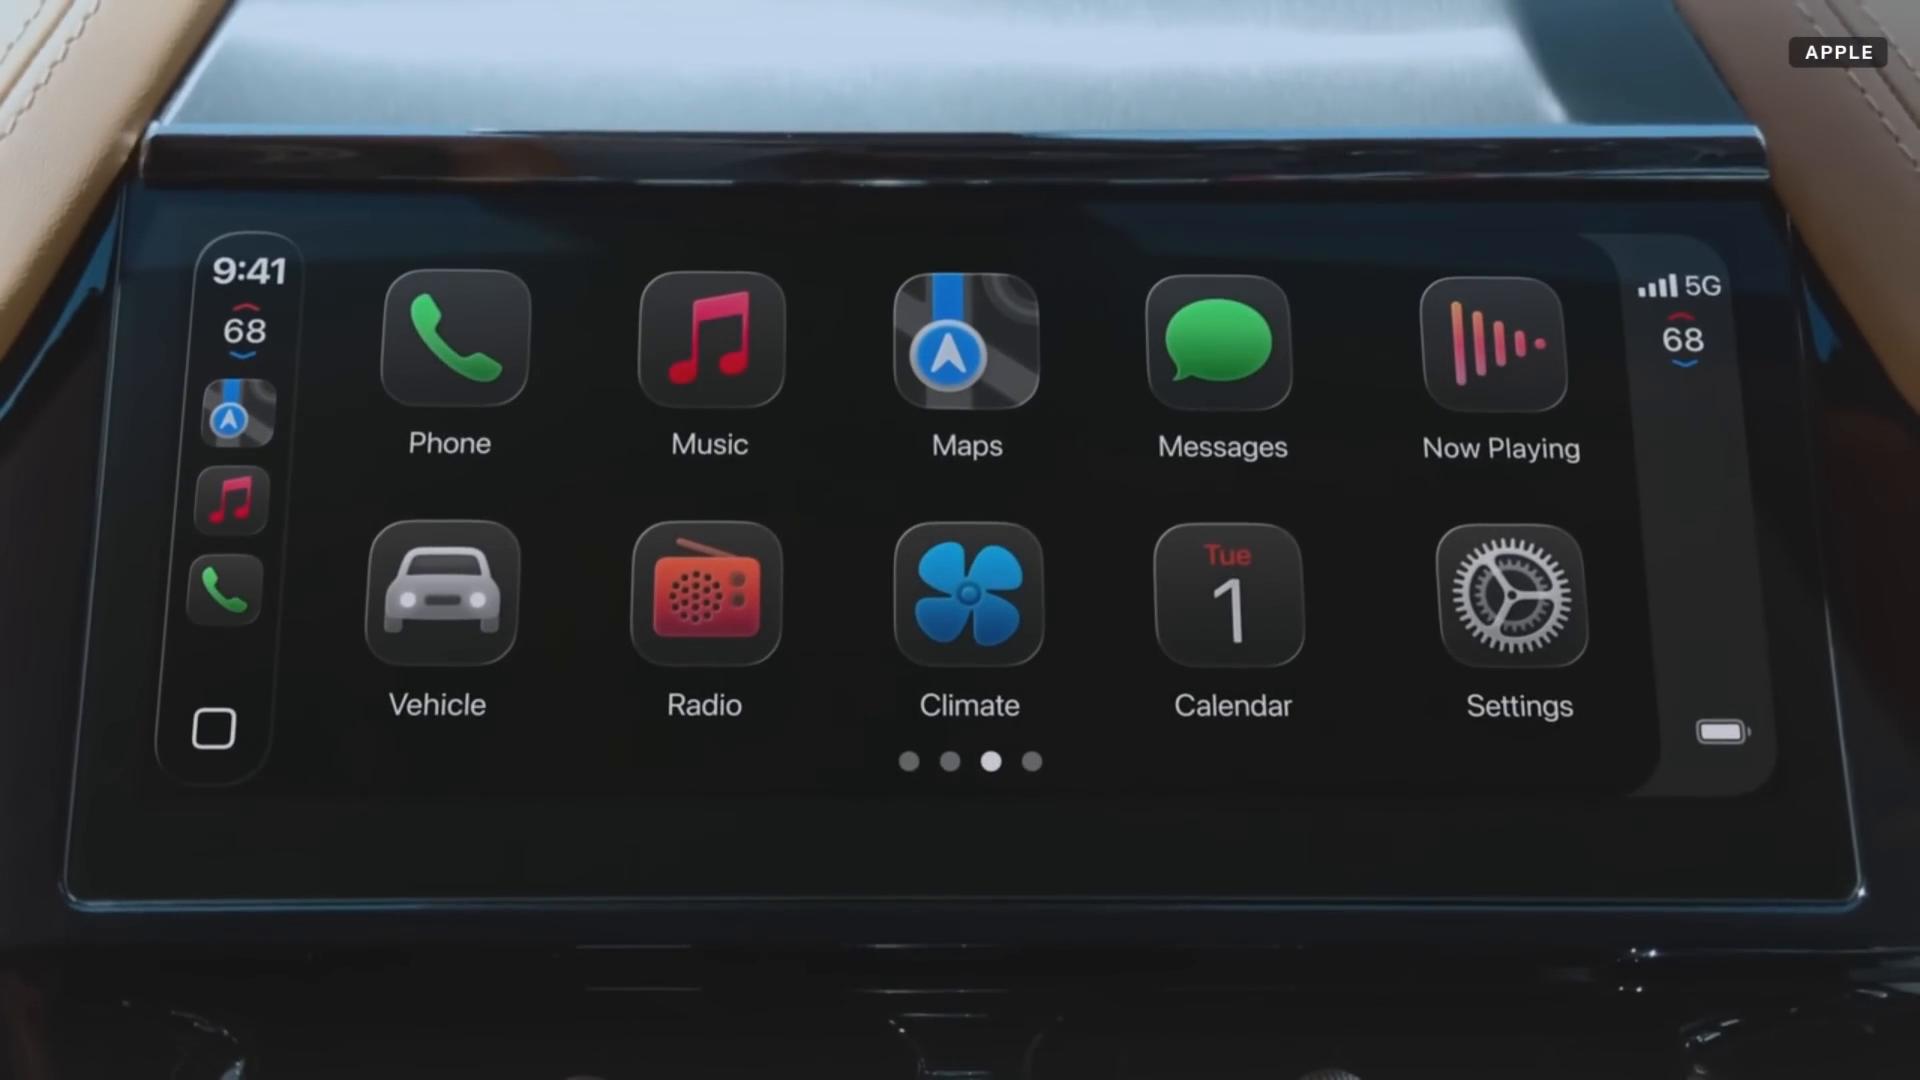 APPLE
9:41
68
5G
68
Phone
Music
Maps
Messages
Now Playing
Vehicle
Radio
Climate
Tue
1
Calendar
Settings